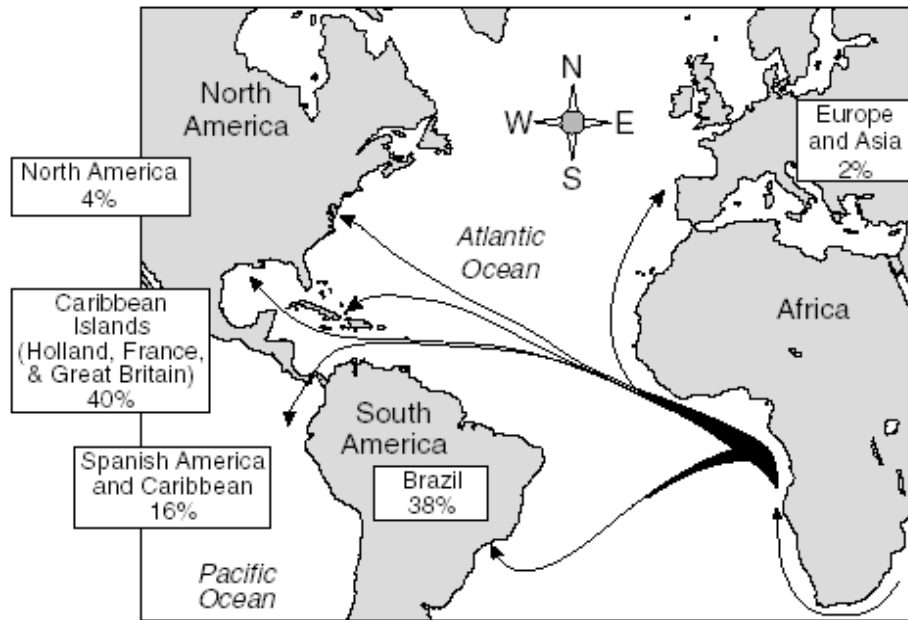 North
America
N
W
E
S
Europe
and Asia
2%
North America
4%
Atlantic
Ocean
Africa
Caribbean
Islands
(Holland, France,
& Great Britain)
40%
South
America
Spanish America
and Caribbean
16%
Brazil
38%
Pacific
Ocean